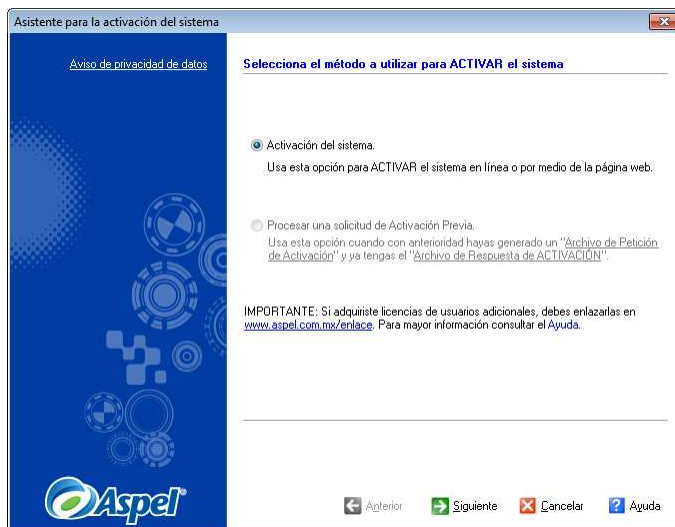 Asistente para la activación del sistema
Aviso de privacidad de datos
Selecciona el método a utilizar para ACTIVAR el sistema
Activación del sistema.
Usa esta opción para ACTIVAR el sistema en línea o por medio de la página web.
Procesar una solicitud de Activación Previa.
Usa esta opción cuando con anterioridad hayas generado un "Archivo de Petición
de Activación" y ya tengas el "Archivo de Respuesta de ACTIVACIÓN".
IMPORTANTE: Si adquiriste licencias de usuarios adicionales, debes enlazarlas en
www.aspel.com.mx/enlace. Para mayor información consultar el Ayuda.
Aspel®
Anterior
Siguiente
Cancelar
Ayuda